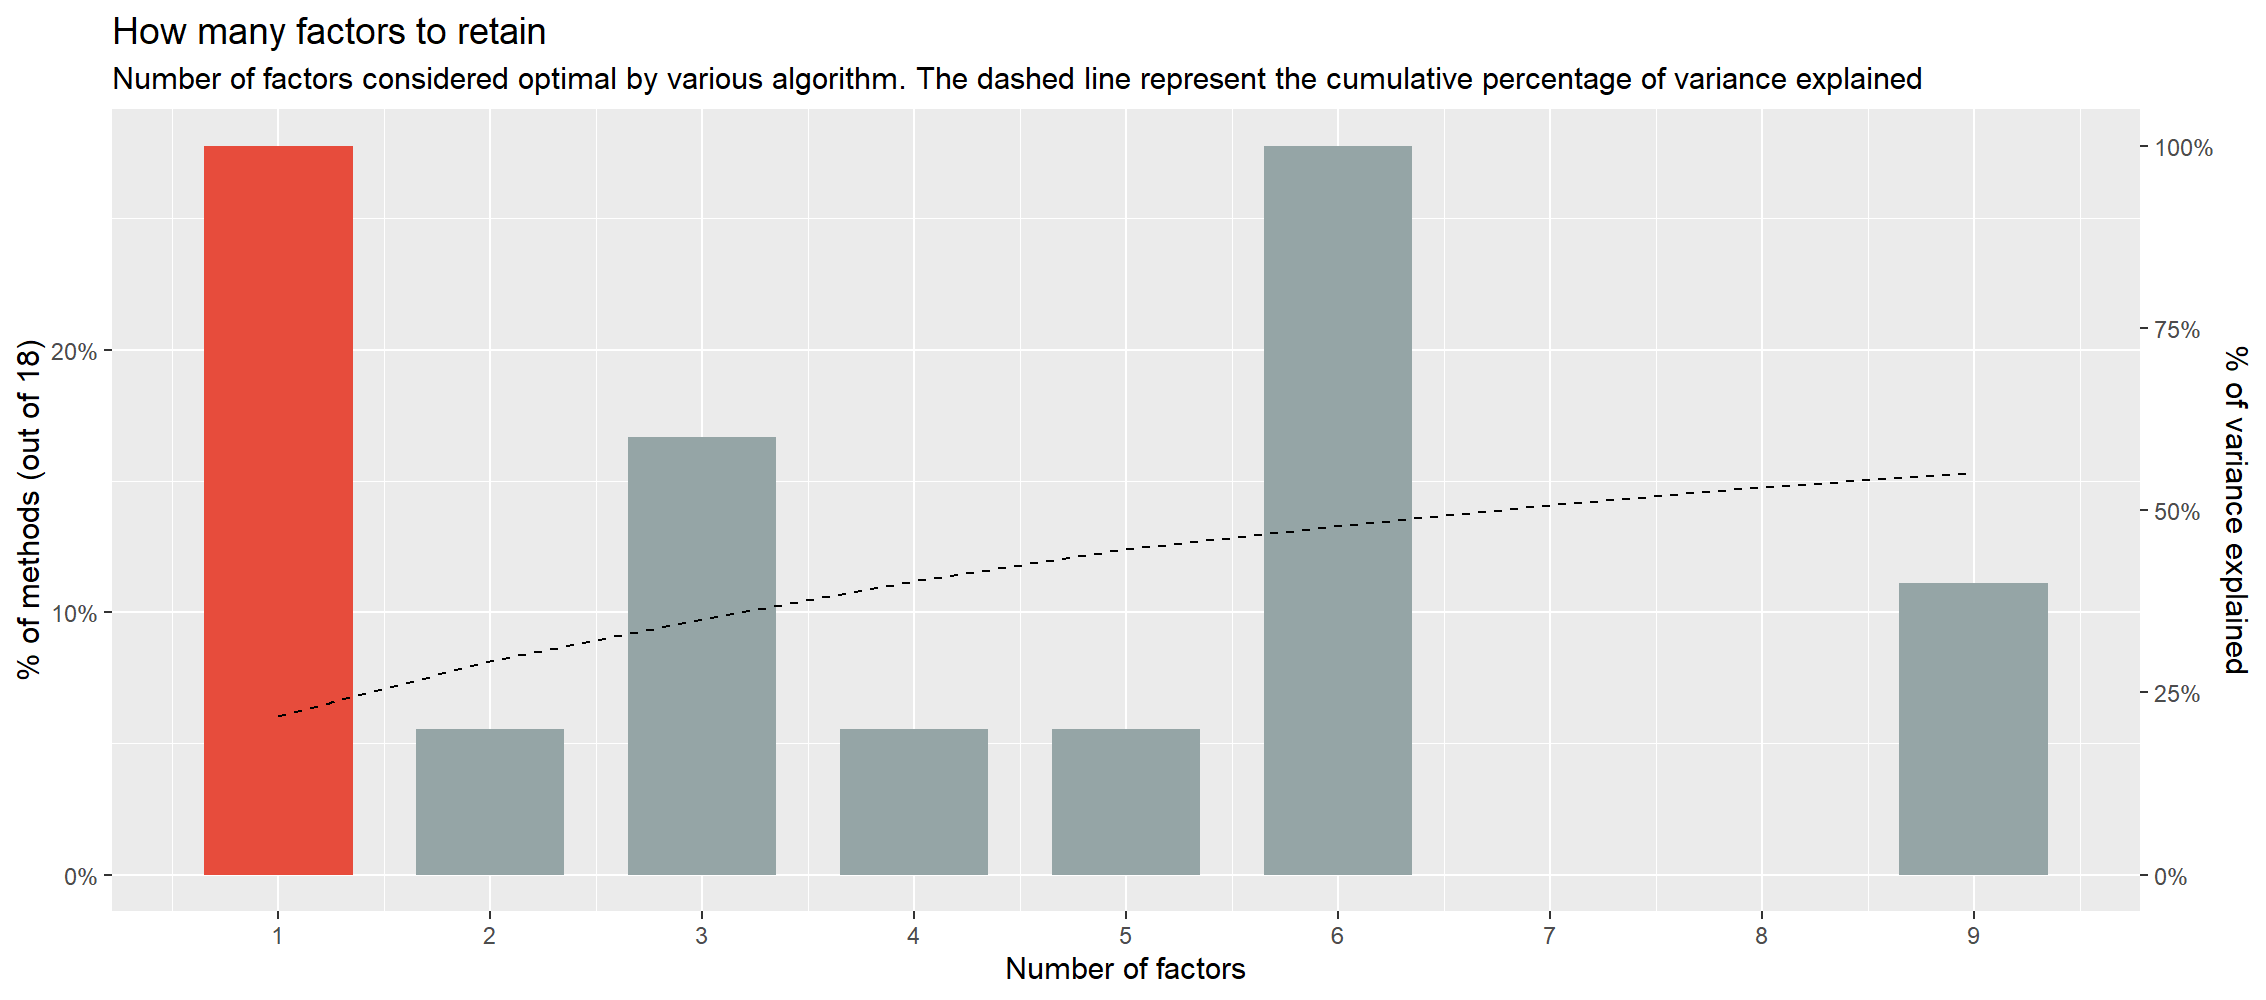 How many factors to retain
Number of factors considered optimal by various algorithm. The dashed line represent the cumulative percentage of variance explained
% of methods (out of 18)
20%
10%
0%
100%
75%
50%
25%
0%
% of variance explained
1 2 3 4 5 6 7 8 9
Number of factors